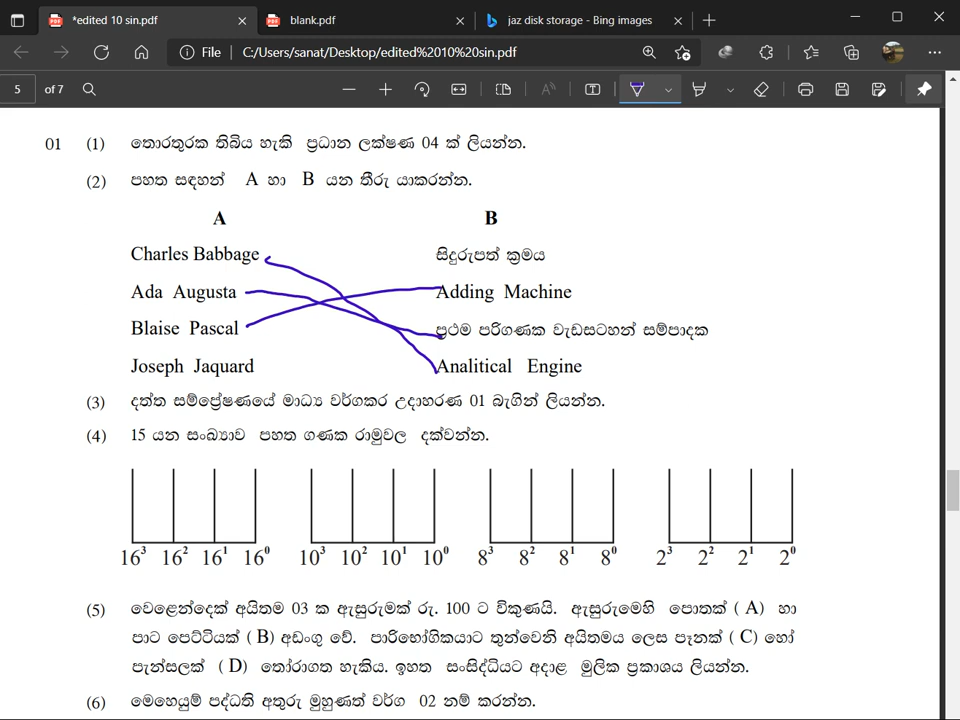 *edited 10 sin.pdf
blank.pdf
jaz disk storage - Bing images
File C:/Users/sanat/Desktop/edited%2010%20sin.pdf
5 of 7
01 (1) තොරතුරක තිබිය හැකි ප්‍රධාන ලක්ෂණ 04 ක් ලියන්න.
(2) පහත සඳහන් A හා B යන තීරු යාකරන්න.
A B
Charles Babbage සිදුරුපත් ක්‍රමය
Ada Augusta Adding Machine
Blaise Pascal ප්‍රථම පරිගණක වැඩසටහන් සම්පාදක
Joseph Jaquard Analitical Engine
(3) දත්ත සම්ප්‍රේෂණයේ මාධ්‍ය වර්ගකර උදාහරණ 01 බැගින් ලියන්න.
(4) 15 යන සංඛ්‍යාව පහත ගණක රාමුවල දක්වන්න.
16³ 16² 16¹ 16⁰ 10³ 10² 10¹ 10⁰ 8³ 8² 8¹ 8⁰ 2³ 2² 2¹ 2⁰
(5) වෙළෙන්දෙක් අයිතම 03 ක ඇසුරුමක් රු. 100 ට විකුණයි. ඇසුරුමෙහි පොතක් ( A ) හා
පාට පෙට්ටියක් ( B ) අඩංගු වේ. පාරිභෝගිකයාට තුන්වෙනි අයිතමය ලෙස පෑනක් ( C ) හෝ
පැන්සලක් ( D ) තෝරාගත හැකිය. ඉහත සංසිද්ධියට අදාළ මූලික ප්‍රකාශය ලියන්න.
(6) මෙහෙයුම් පද්ධති අතුරු මුහුණත් වර්ග 02 නම් කරන්න.